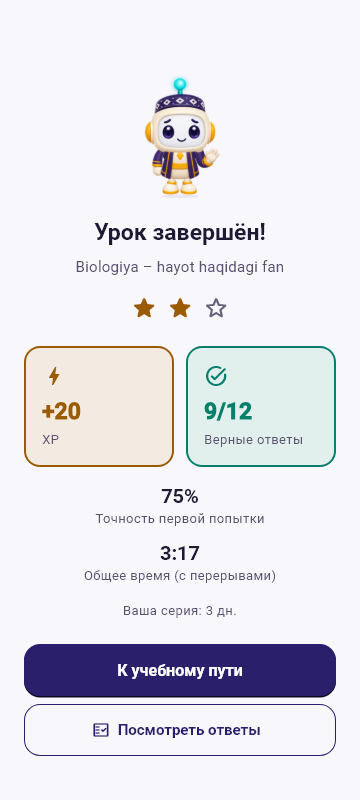 Урок завершён!
Biologiya – hayot haqidagi fan
+20
XP
9/12
Верные ответы
75%
Точность первой попытки
3:17
Общее время (с перерывами)
Ваша серия: 3 дн.
К учебному пути
Посмотреть ответы